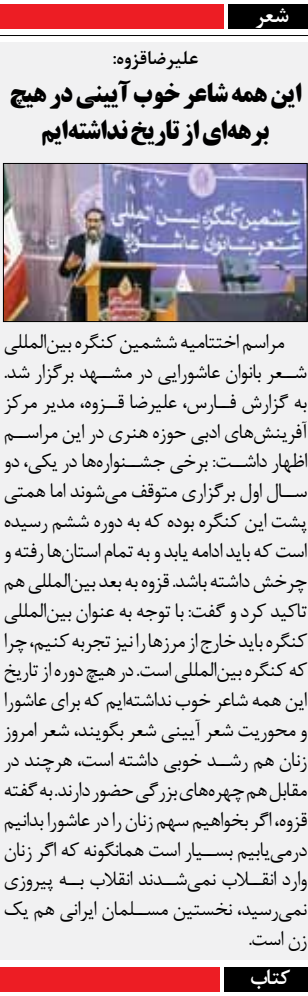 شعر
علیرضاقزوه:
این همه شاعر خوب آیینی در هیچ
برهه‌ای از تاریخ نداشته‌ایم
ششمین کنگره بین‌المللی
شعر بانوان عاشورایی
مراسم اختتامیه ششمین کنگره بین‌المللی
شعر بانوان عاشورایی در مشهد برگزار شد.
به گزارش فارس، علیرضا قزوه، مدیر مرکز
آفرینش‌های ادبی حوزه هنری در این مراسم
اظهار داشت: برخی جشنواره‌ها در یکی، دو
سال اول برگزاری متوقف می‌شوند اما همتی
پشت این کنگره بوده که به دوره ششم رسیده
است که باید ادامه یابد و به تمام استان‌ها رفته و
چرخش داشته باشد. قزوه به بعد بین‌المللی هم
تاکید کرد و گفت: با توجه به عنوان بین‌المللی
کنگره باید خارج از مرزها را نیز تجربه کنیم، چرا
که کنگره بین‌المللی است. در هیچ دوره از تاریخ
این همه شاعر خوب نداشته‌ایم که برای عاشورا
و محوریت شعر آیینی شعر بگویند، شعر امروز
زنان هم رشد خوبی داشته است، هرچند در
مقابل هم چهره‌های بزرگی حضور دارند. به گفته
قزوه، اگر بخواهیم سهم زنان را در عاشورا بدانیم
درمی‌یابیم بسیار است همانگونه که اگر زنان
وارد انقلاب نمی‌شدند انقلاب به پیروزی
نمی‌رسید، نخستین مسلمان ایرانی هم یک
زن است.
کتاب